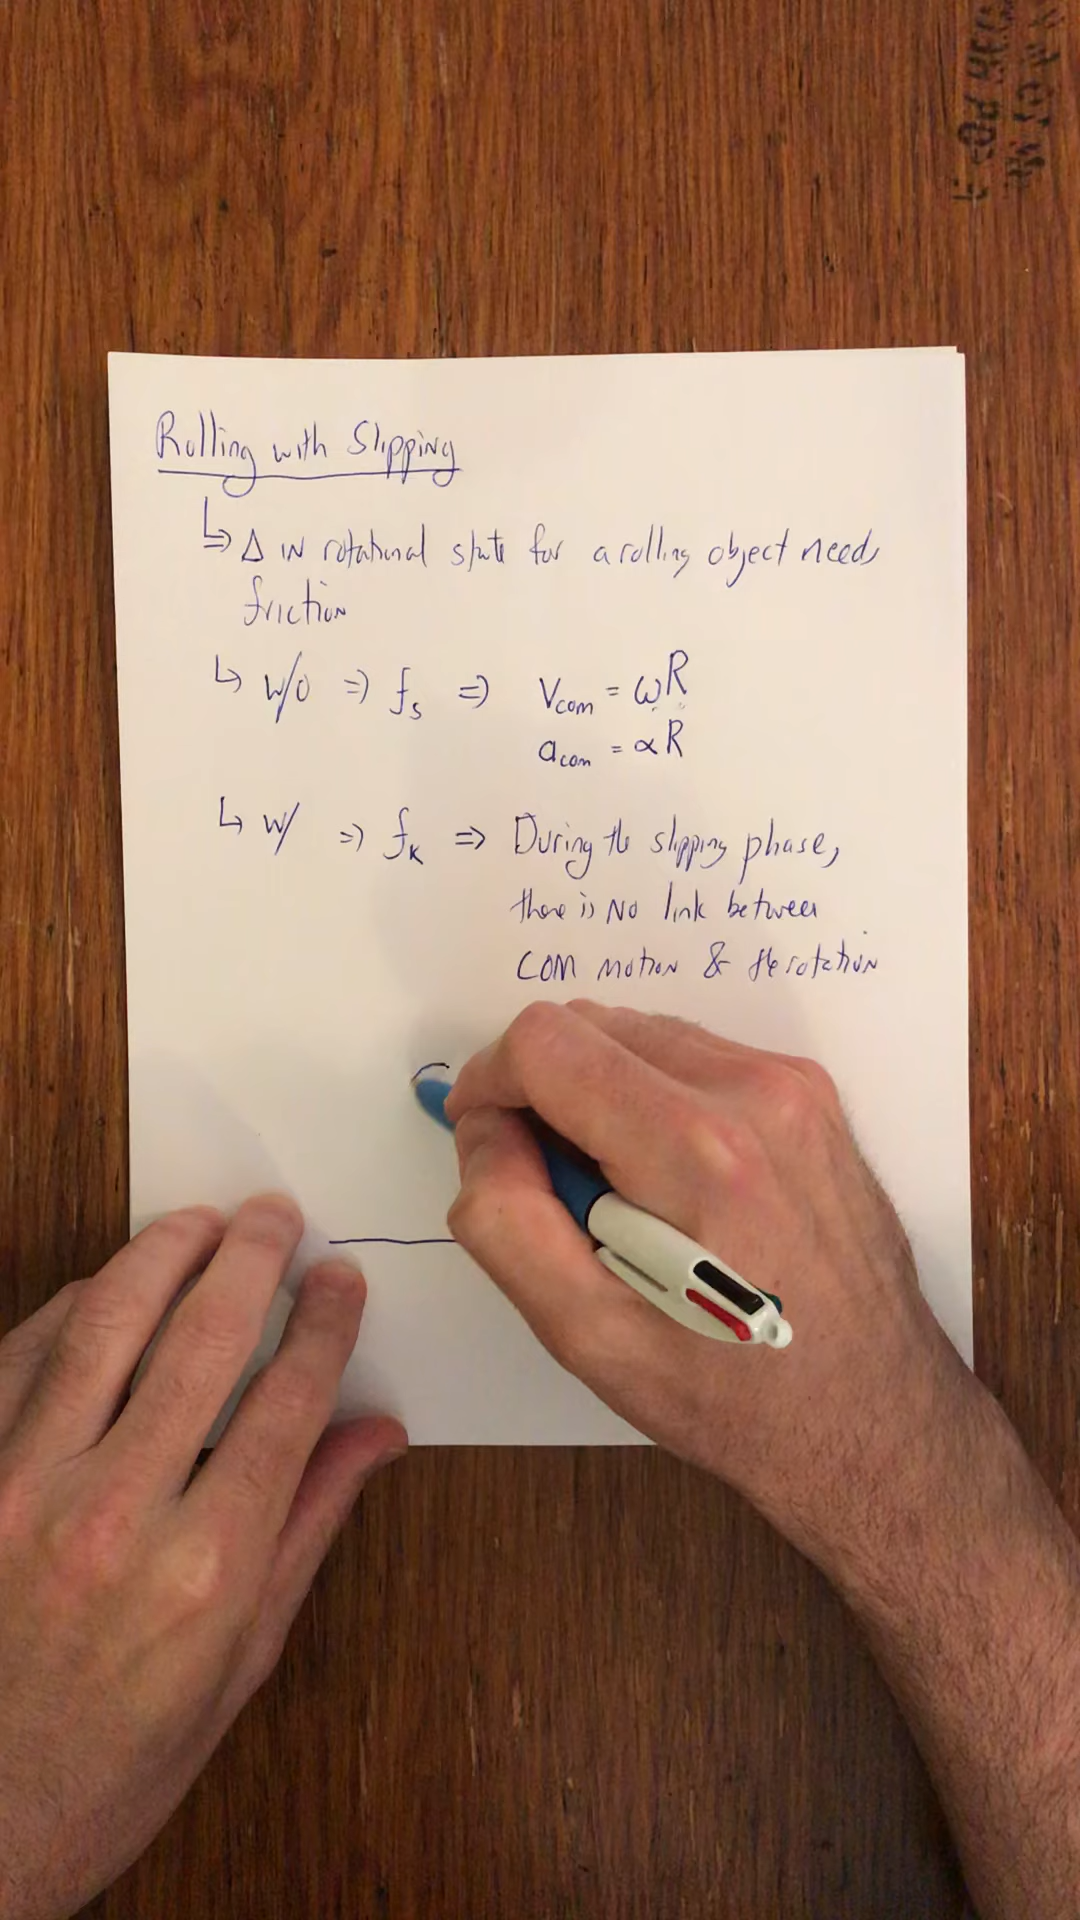 Rolling with Slipping
↳ Δ in rotational state for a rolling object needs
friction
↳ w/o => fₛ => Vcom = ωR
acom = αR
↳ w/ => fₖ => During the slipping phase,
there is no link between
COM motion & the rotation